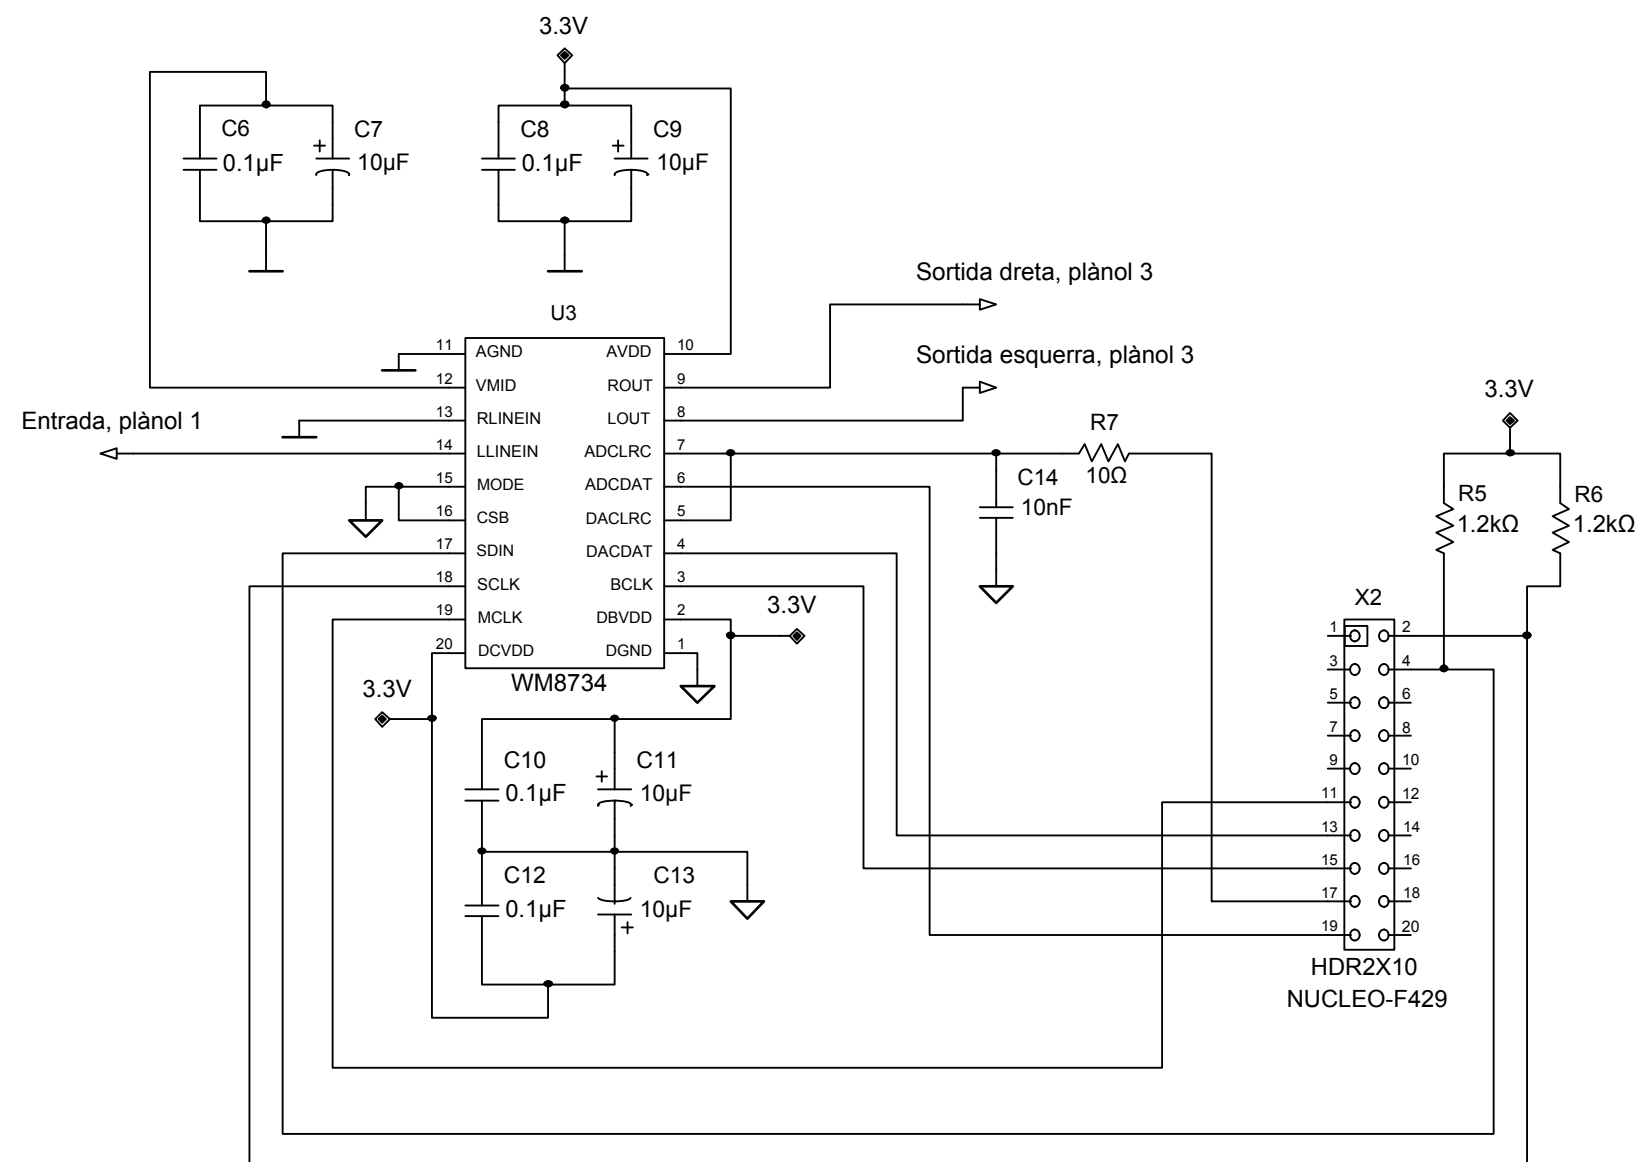 3.3V
C6
0.1µF
C7
10µF
C8
0.1µF
C9
10µF
Sortida dreta, plànol 3
Sortida esquerra, plànol 3
Entrada, plànol 1
U3
11 AGND AVDD 10
12 VMID ROUT 9
13 RLINEIN LOUT 8
14 LLINEIN ADCLRC 7
15 MODE ADCDAT 6
16 CSB DACLRC 5
17 SDIN DACDAT 4
18 SCLK BCLK 3
19 MCLK DBVDD 2
20 DCVDD DGND 1
WM8734
R7
10Ω
C14
10nF
3.3V
R5
1.2kΩ
R6
1.2kΩ
3.3V
3.3V
C10
0.1µF
C11
10µF
C12
0.1µF
C13
10µF
X2
1 2
3 4
5 6
7 8
9 10
11 12
13 14
15 16
17 18
19 20
HDR2X10
NUCLEO-F429